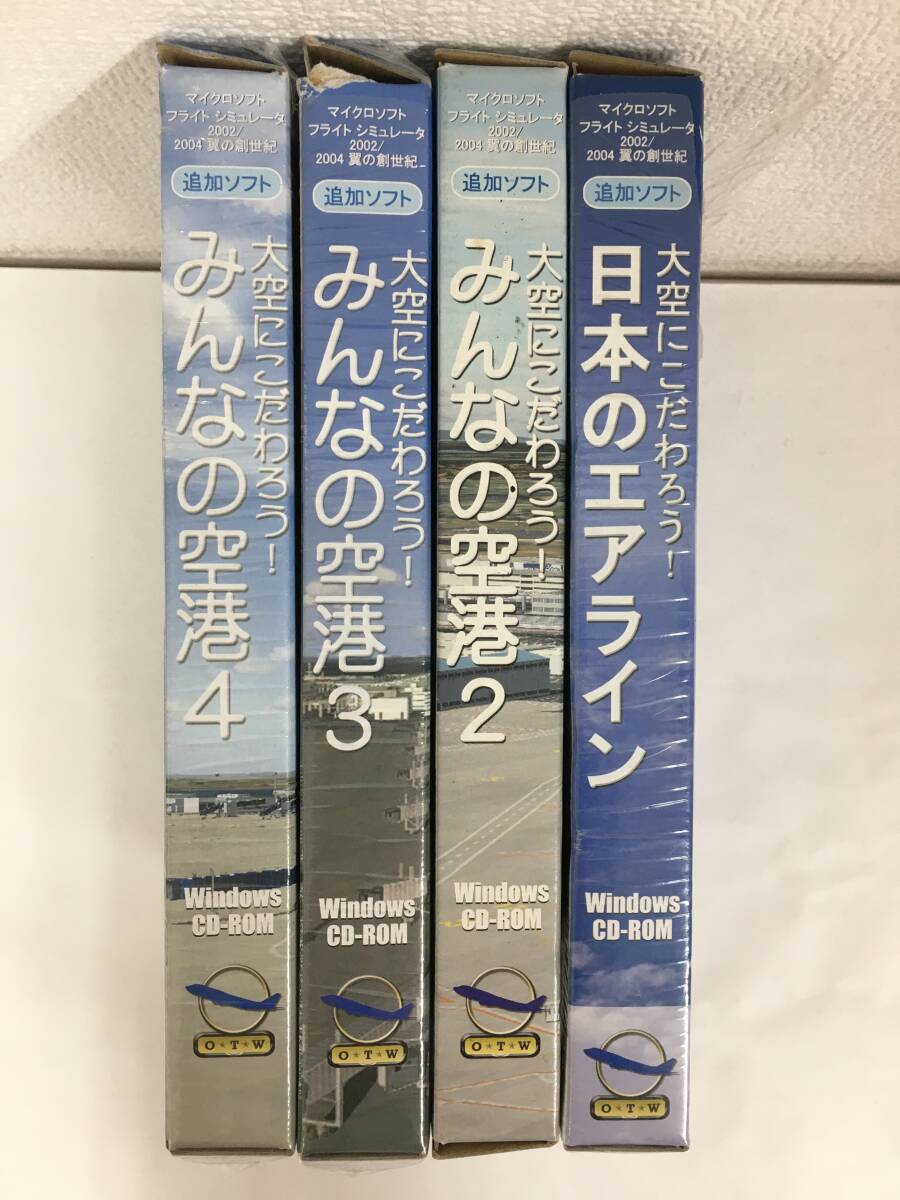 マイクロソフト
フライト シミュレータ
2002/
2004 翼の創世紀
追加ソフト
大空にこだわろう!
みんなの空港4
Windows
CD-ROM
O★T★W
マイクロソフト
フライト シミュレータ
2002/
2004 翼の創世紀
追加ソフト
大空にこだわろう!
みんなの空港3
Windows
CD-ROM
O★T★W
マイクロソフト
フライト シミュレータ
2002/
2004 翼の創世紀
追加ソフト
大空にこだわろう!
みんなの空港2
Windows
CD-ROM
O★T★W
マイクロソフト
フライト シミュレータ
2002/
2004 翼の創世紀
追加ソフト
大空にこだわろう!
日本のエアライン
Windows
CD-ROM
O★T★W